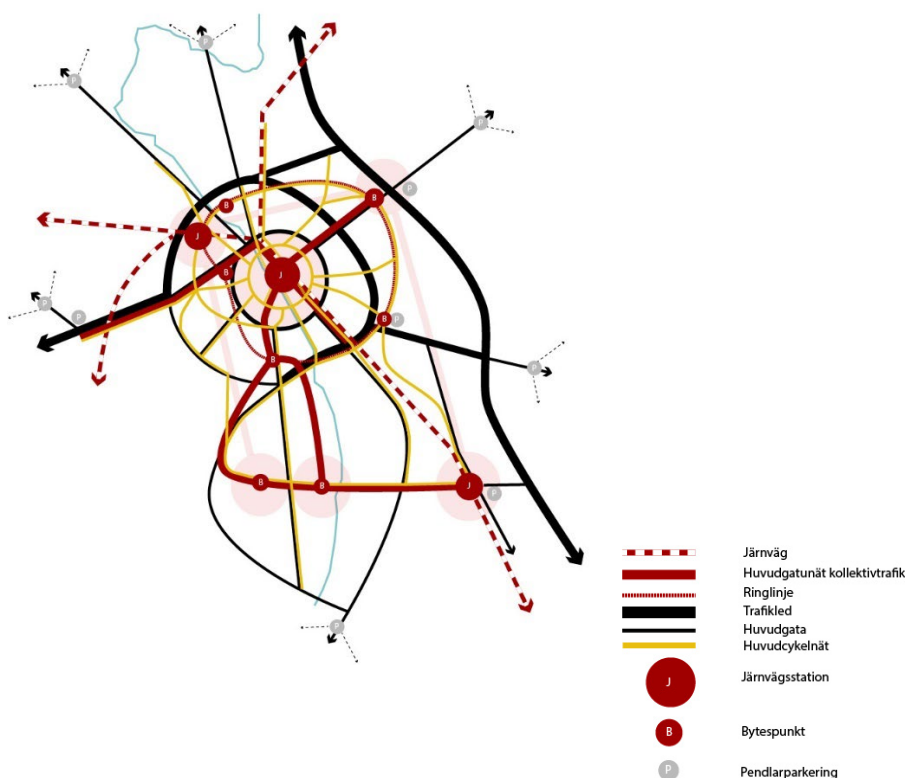 P
P
P
P
B
B
J
B
J
P
P
B
P
B
P
B
B
J
P
P
Järnväg
Huvudgatunät kollektivtrafik
Ringlinje
Trafikled
Huvudgata
Huvudcykelnät
J Järnvägsstation
B Bytespunkt
P Pendlarparkering